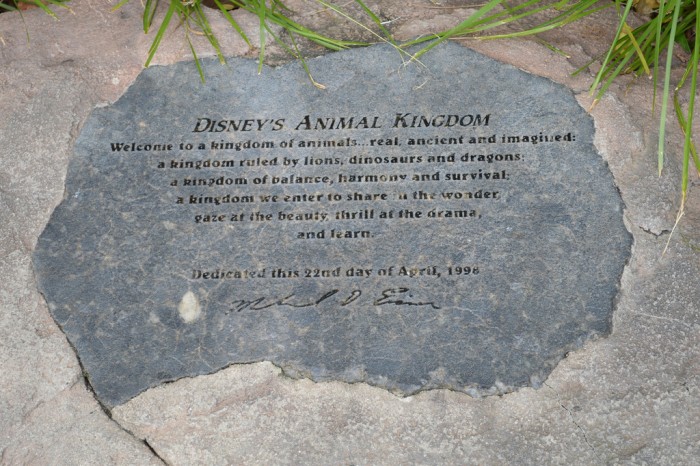 DISNEY'S ANIMAL KINGDOM
Welcome to a kingdom of animals...real, ancient and imagined:
a kingdom ruled by lions, dinosaurs and dragons;
a kingdom of balance, harmony and survival;
a kingdom we enter to share in the wonder,
gaze at the beauty, thrill at the drama,
and learn.
Dedicated this 22nd day of April, 1998
Michael D Eisner